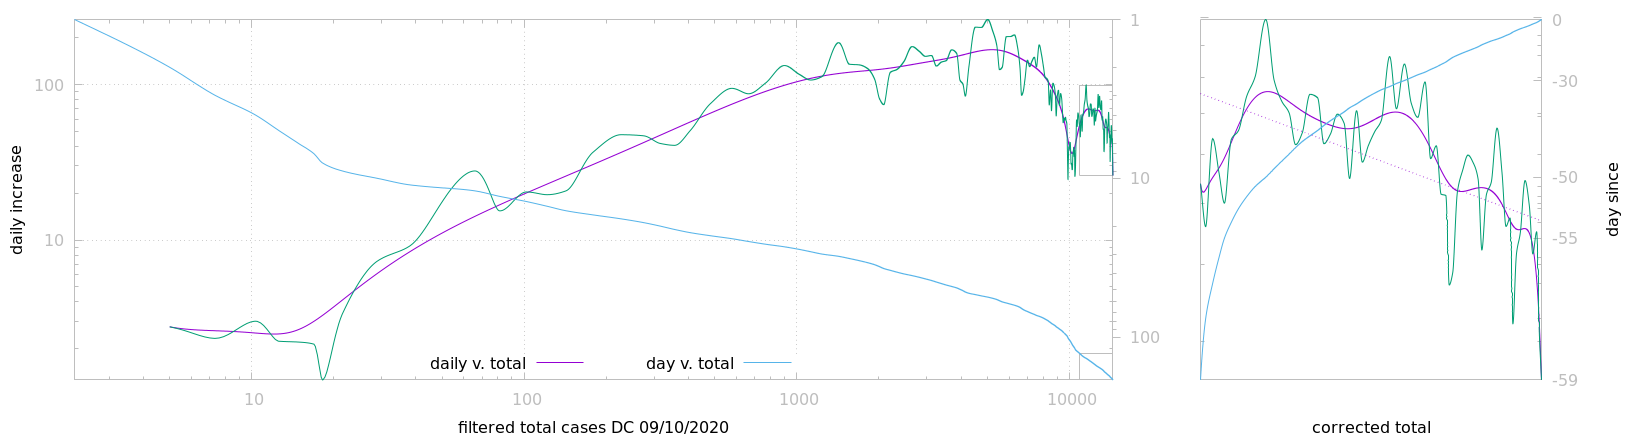 daily increase
100
10
10
100
1000
10000
1
10
100
daily v. total
day v. total
filtered total cases DC 09/10/2020
0
-30
-50
-55
-59
day since
corrected total